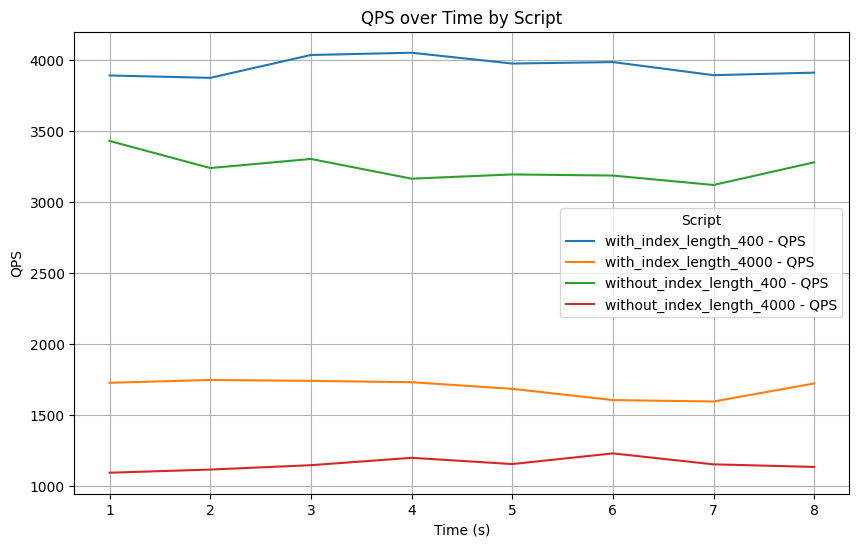 QPS over Time by Script
4000
3500
3000
2500
2000
1500
1000
QPS
Script
with_index_length_400 - QPS
with_index_length_4000 - QPS
without_index_length_400 - QPS
without_index_length_4000 - QPS
1 2 3 4 5 6 7 8
Time (s)